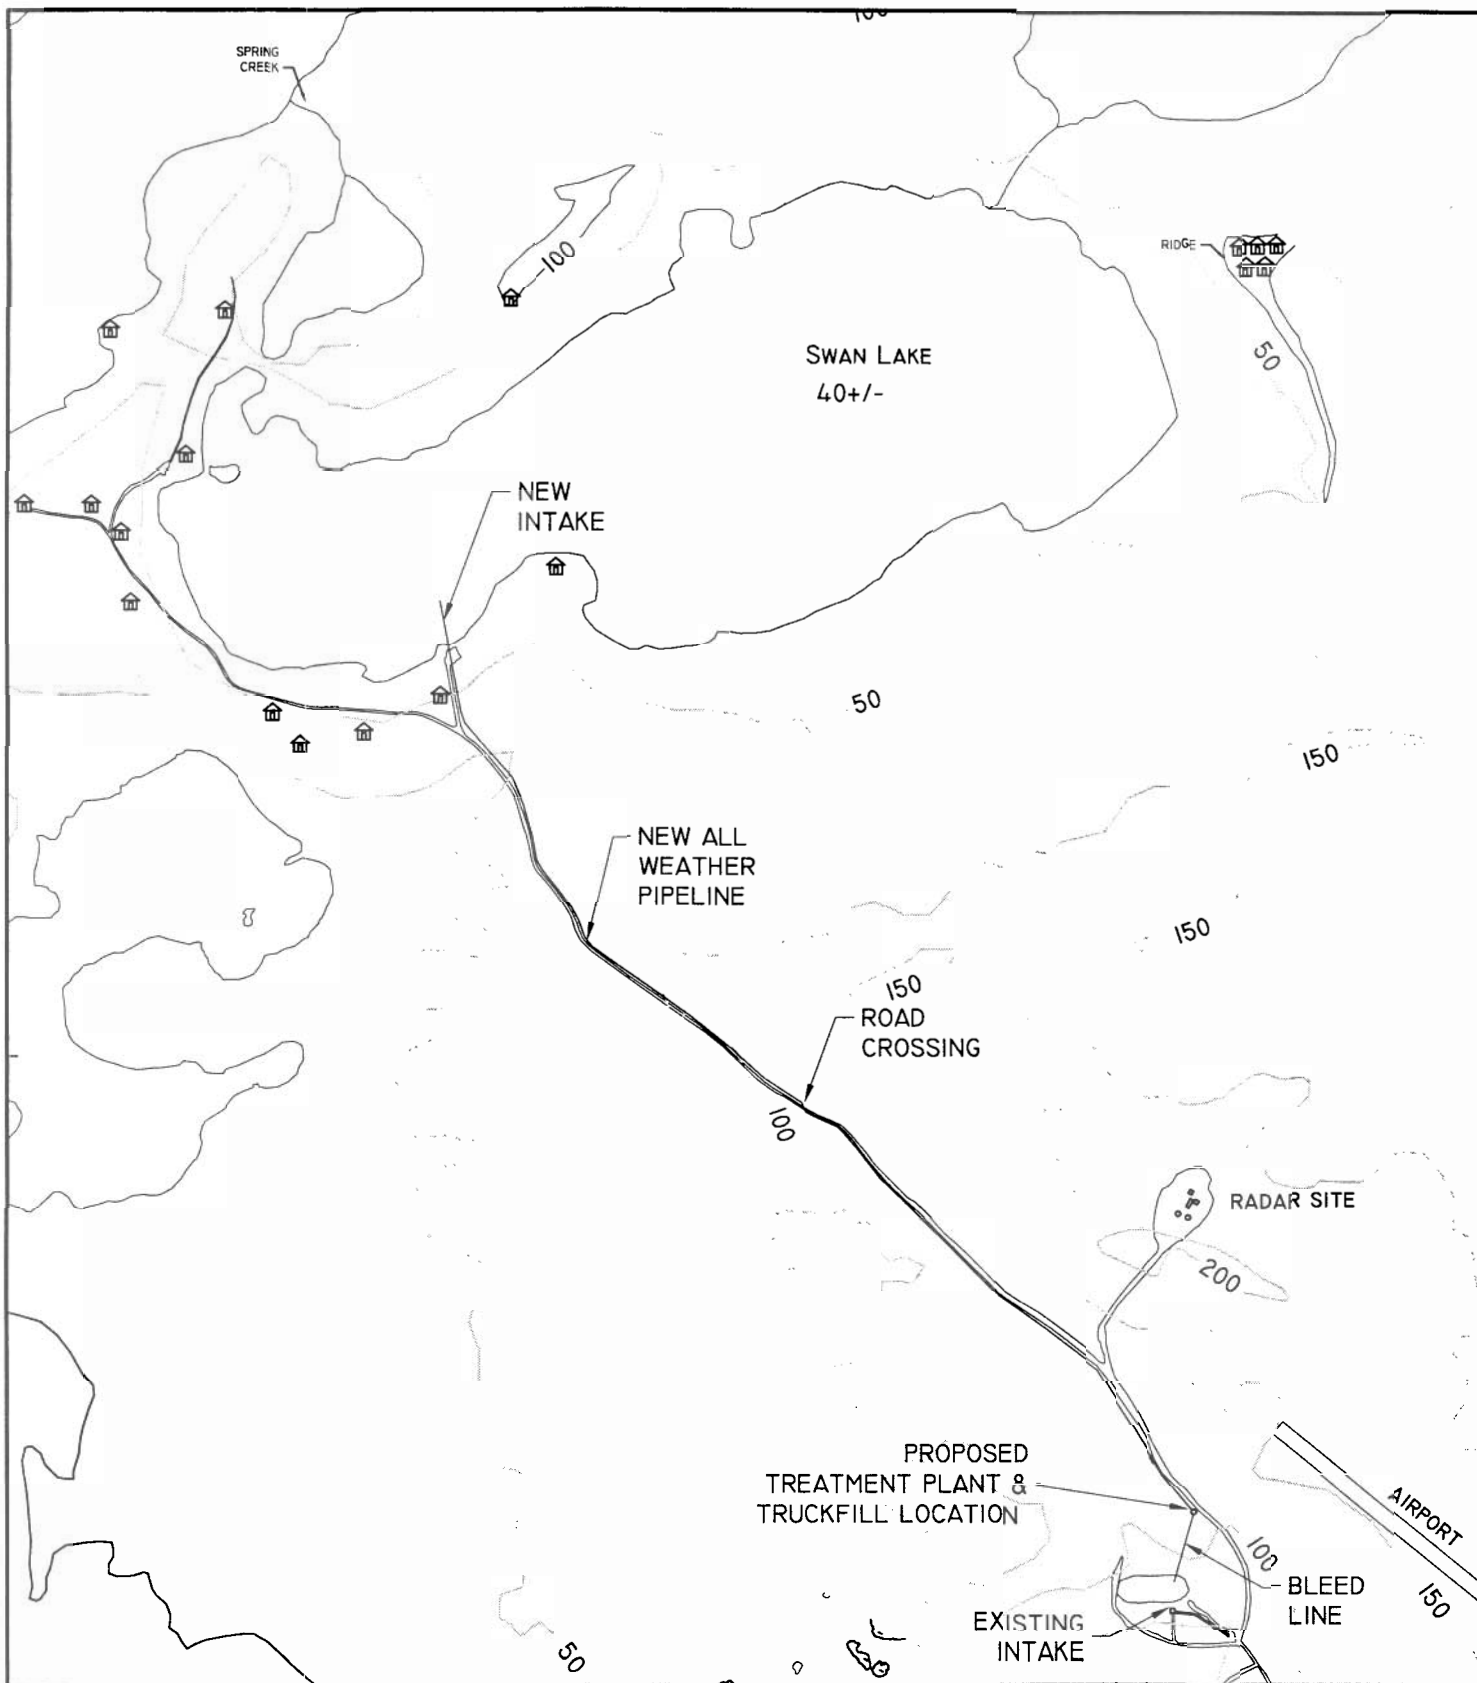 100
SPRING
CREEK
RIDGE
100
50
SWAN LAKE
40+/-
NEW
INTAKE
50
150
NEW ALL
WEATHER
PIPELINE
150
150
ROAD
CROSSING
100
RADAR SITE
200
PROPOSED
TREATMENT PLANT &
TRUCKFILL LOCATION
AIRPORT
100
BLEED
LINE
150
EXISTING
INTAKE
50